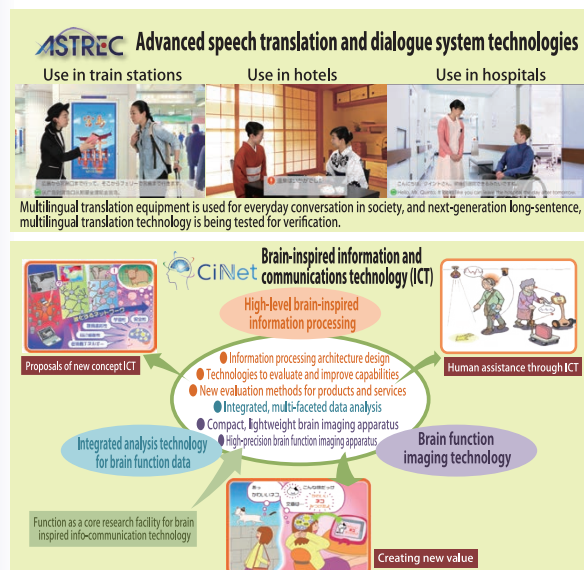 ASTREC Advanced speech translation and dialogue system technologies
Use in train stations
Use in hotels
Use in hospitals
Multilingual translation equipment is used for everyday conversation in society, and next-generation long-sentence,
multilingual translation technology is being tested for verification.
CiNet
Brain-inspired information and
communications technology (ICT)
High-level brain-inspired
information processing
Proposals of new concept ICT
Human assistance through ICT
Information processing architecture design
Technologies to evaluate and improve capabilities
New evaluation methods for products and services
Integrated, multi-faceted data analysis
Compact, lightweight brain imaging apparatus
High-precision brain function imaging apparatus
Integrated analysis technology
for brain function data
Brain function
imaging technology
Function as a core research facility for brain
inspired info-communication technology
Creating new value